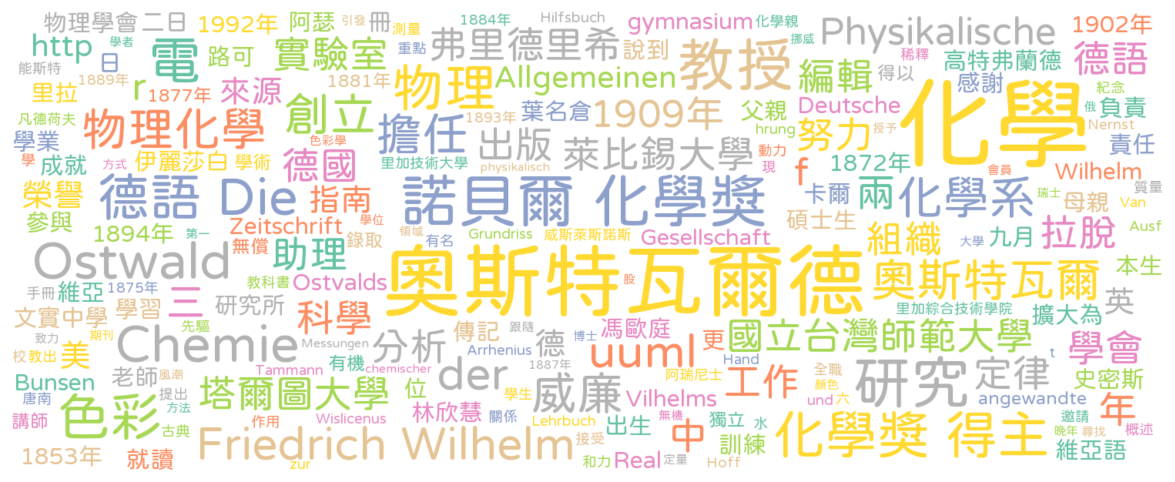 物理學會 二日 1992年 阿瑟 引發 冊 測量 1884年 Hilfsbuch gymnasium 化學親 挪威 Physikalische 1902年
http 電 路可 實驗室 重點 弗里德里希 說到 教授 稀釋 高特弗蘭德 德語
能斯特 學者 日 r 1881年 物理 Allgemeinen 編輯 得以 感謝 紀念
1889年 里拉 1877年 來源 創立 葉名倉 1909年 父親 Deutsche 化學 俄 負責
凡德荷夫 物理化學 擔任 1893年 出版 hrung 努力 Nernst
學業 色彩學 萊比錫大學 動力 授予 責任
成就 學 方式 伊麗莎白 學術 德國 里加技術大學 physikalisch 現 1872年 f 會員 Wilhelm
榮譽 德語 Die 指南 諾貝爾 化學獎 卡爾 兩 化學系 瑞士 母親 質量 Van
參與 Zeitschrift 學位 碩士生 Ausf
1894年 第一 無償 錄取 領域 有名 Grundriss 威斯萊斯諾斯 Gesellschaft 組織 大學 九月 拉脫
Ostwald 助理 奧斯特瓦爾德 奧斯特瓦爾 本生
手冊 維亞 1875年 三 教科書 Ostvalds 股 里加綜合技術學院 英
文實中學 學習 研究所 科學 傳記 馮歐庭 擴大為
校 教出 期刊 致力 先驅 Messungen 跟隨 Arrhenius 博士 德 更 國立台灣師範大學 學會
美 Chemie 分析 1887年 uuml Hand t
Bunsen 老師 Tammann 有機 chemischer der 威廉 阿瑞尼士 工作 全職 研究 定律 史密斯
唐南 風潮 提出 塔爾圖大學 位 學生 Vilhelms 顏色 und 六 angewandte
講師 色彩 方法 林欣慧 關係 無機 年 邀請
古典 作用 Wislicenus Lehrbuch 出生 中 獨立 水 化學獎 得主 晚年 尋找 概述
1853年 就讀 Friedrich Wilhelm 接受 訓練 維亞語
zur 和力 Real 定量 Hoff